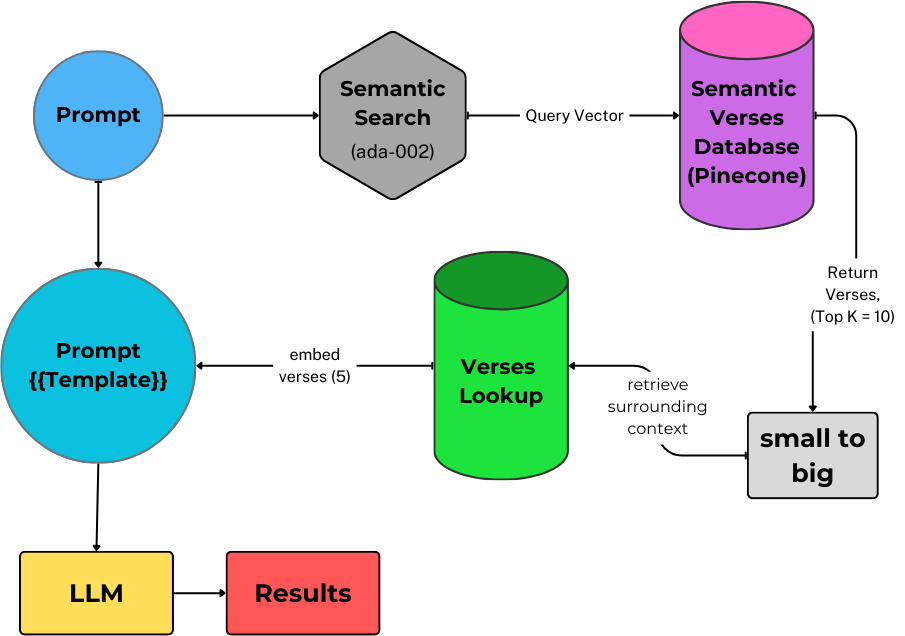 Prompt
Semantic
Search
(ada-002)
Query Vector
Semantic
Verses
Database
(Pinecone)
Return
Verses,
(Top K = 10)
small to
big
retrieve
surrounding
context
Verses
Lookup
embed
verses (5)
Prompt
{{Template}}
LLM
Results